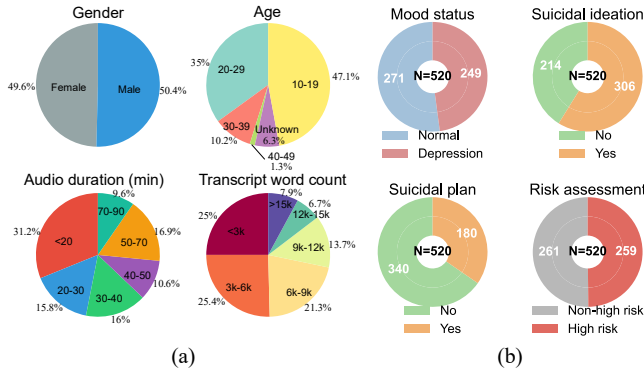 Gender
Female
Male
49.6%
50.4%
Age
35%
20-29
10-19
47.1%
30-39
10.2%
Unknown
6.3%
40-49
1.3%
Audio duration (min)
9.6%
70-90
<20
31.2%
50-70
16.9%
40-50
10.6%
20-30
15.8%
30-40
16%
Transcript word count
7.9%
>15k
6.7%
12k-15k
25%
<3k
9k-12k
13.7%
3k-6k
25.4%
6k-9k
21.3%
(a)
Mood status
271
N=520
249
Normal
Depression
Suicidal ideation
214
N=520
306
No
Yes
Suicidal plan
180
N=520
340
No
Yes
Risk assessment
261
N=520
259
Non-high risk
High risk
(b)